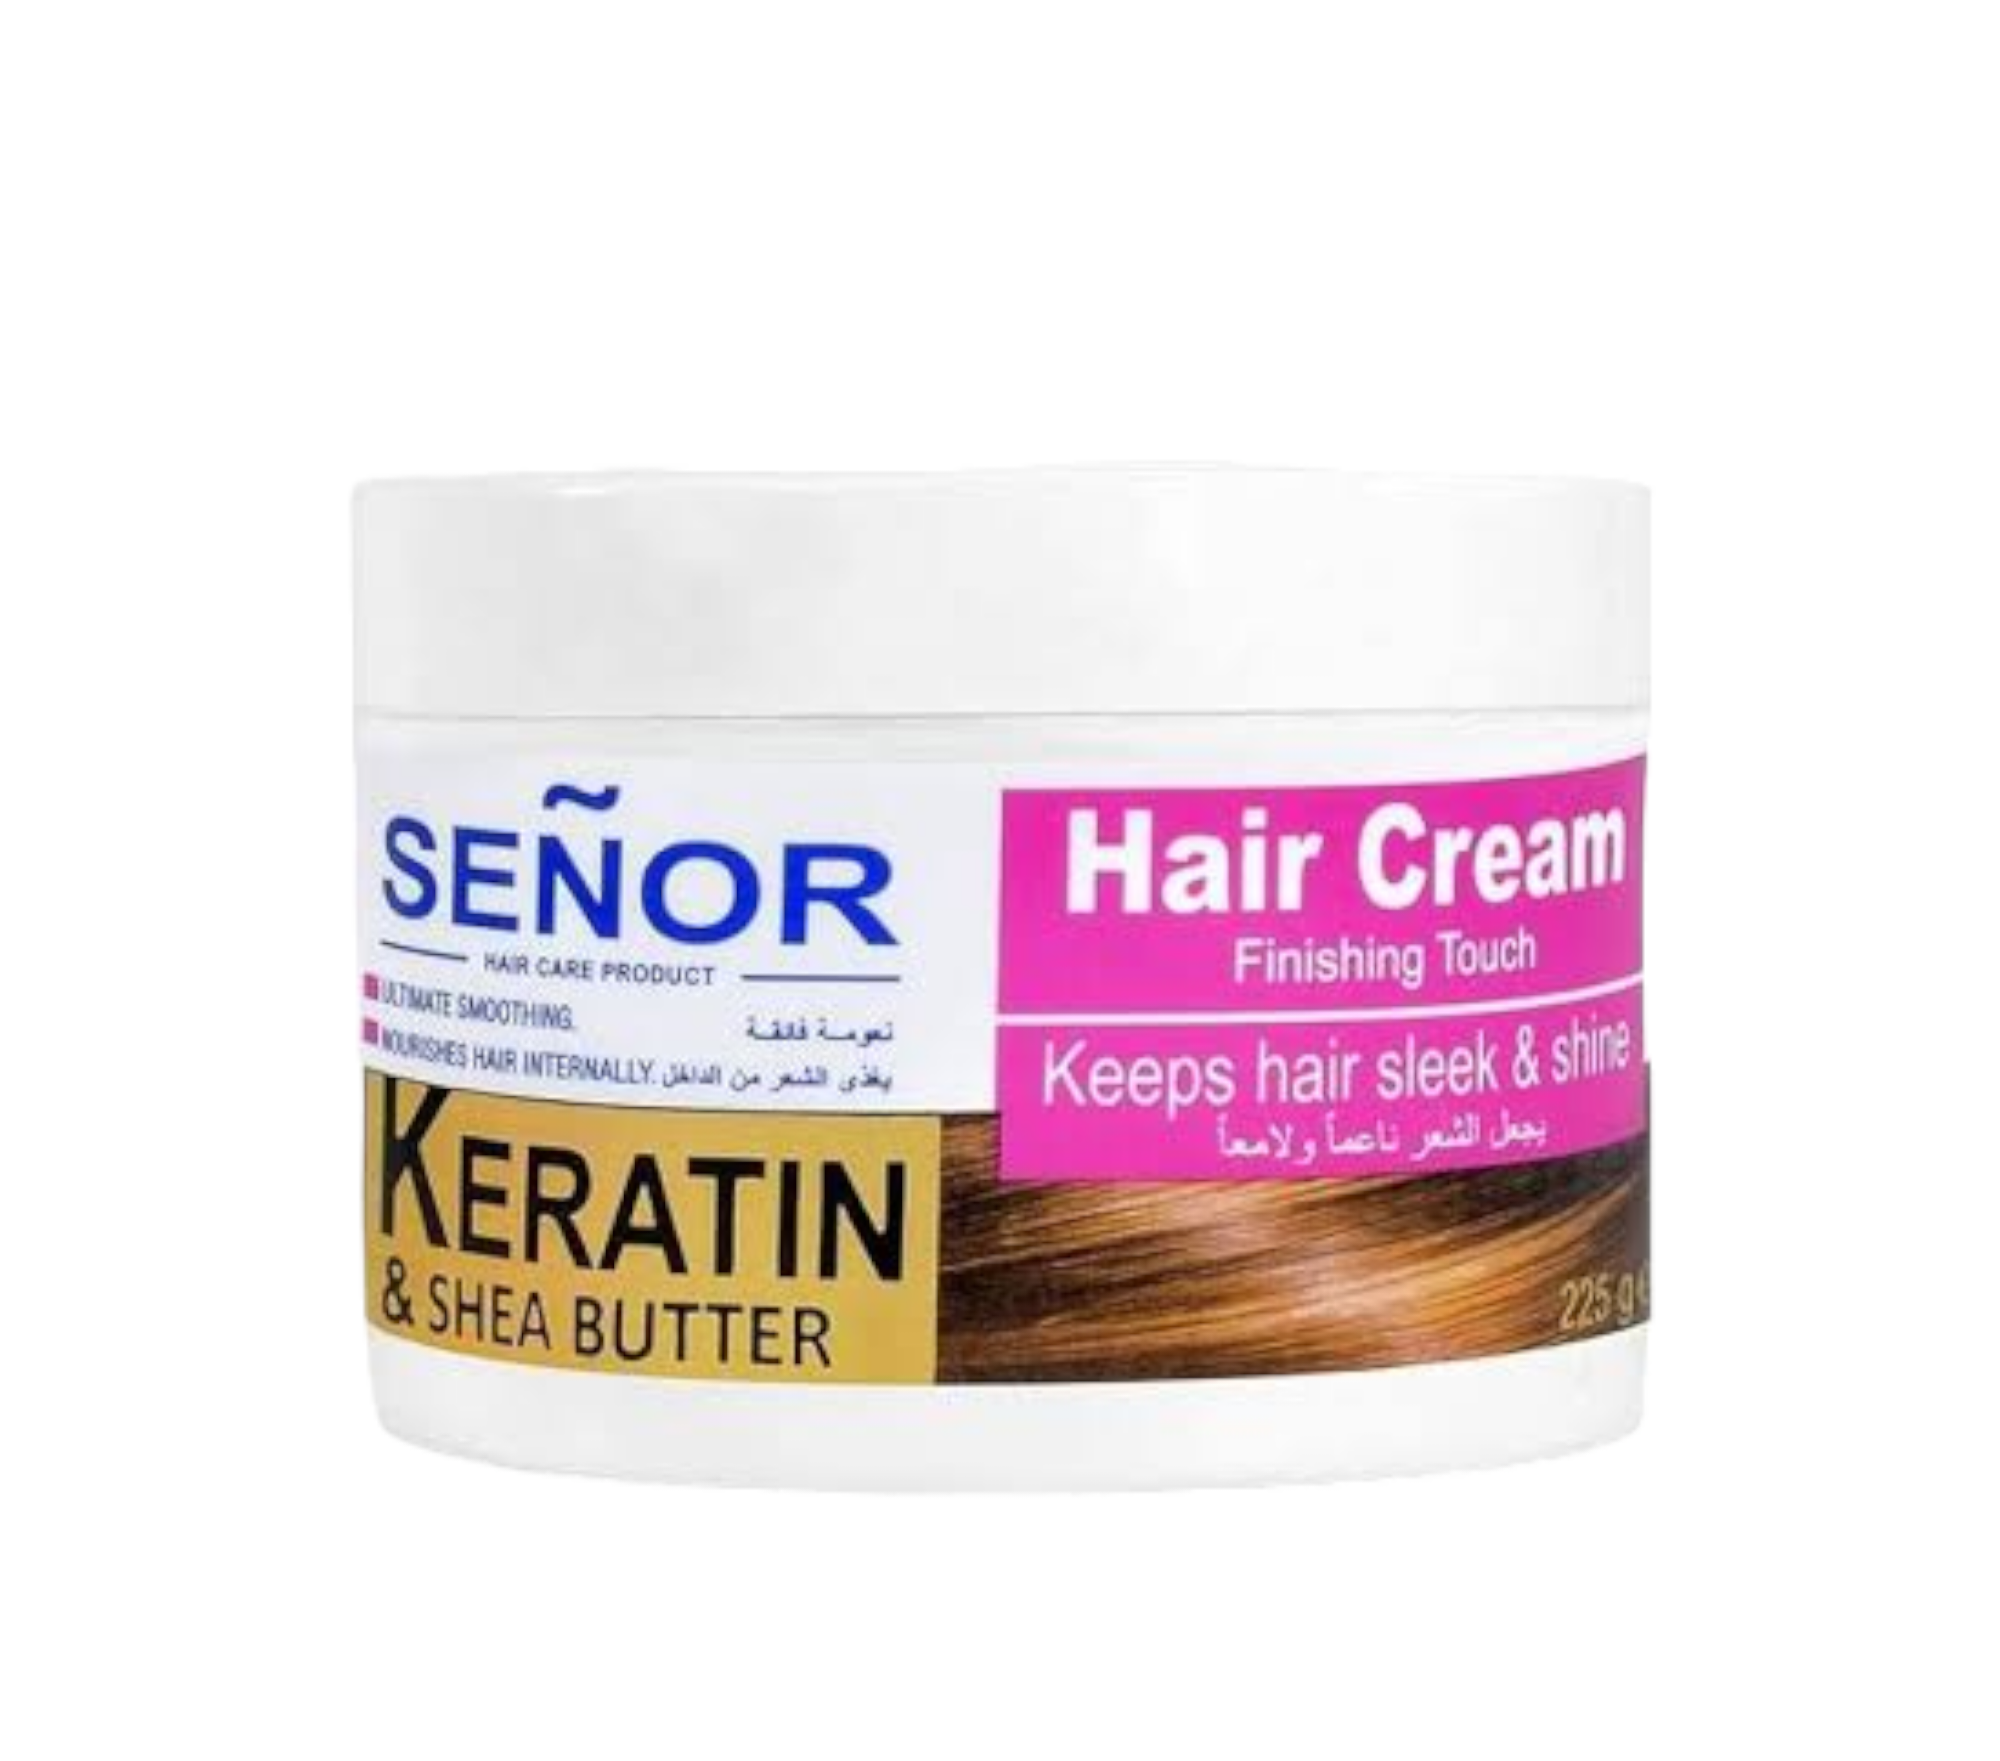 SEÑOR
HAIR CARE PRODUCT
ULTIMATE SMOOTHING.
نعومة فائقة
NOURISHES HAIR INTERNALLY.
يغذى الشعر من الداخل
KERATIN
& SHEA BUTTER
Hair Cream
Finishing Touch
Keeps hair sleek & shine
يجعل الشعر ناعماً ولامعاً
225 g